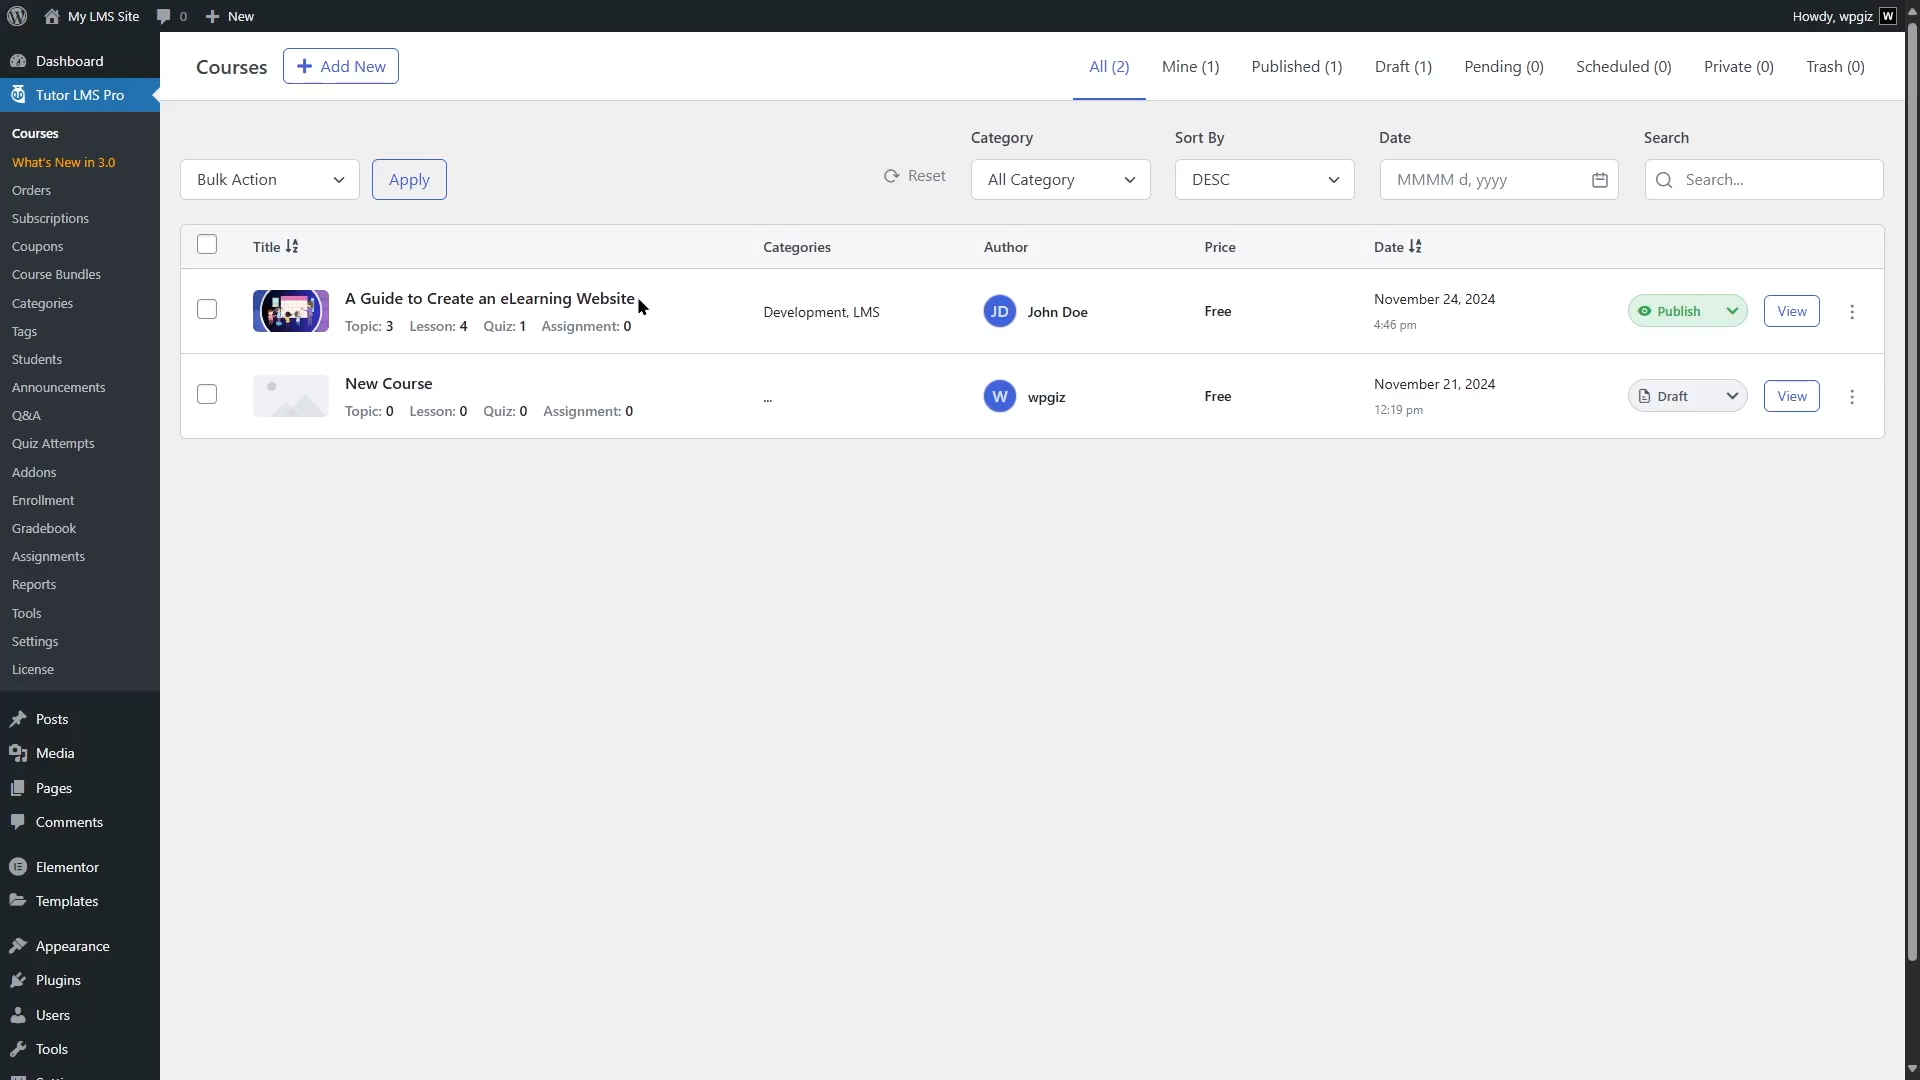 My LMS Site
0
New
Howdy, wpgiz
W
Dashboard
Tutor LMS Pro
Courses
What's New in 3.0
Orders
Subscriptions
Coupons
Course Bundles
Categories
Tags
Students
Announcements
Q&A
Quiz Attempts
Addons
Enrollment
Gradebook
Assignments
Reports
Tools
Settings
License
Posts
Media
Pages
Comments
Elementor
Templates
Appearance
Plugins
Users
Tools
Courses
Add New
All (2)
Mine (1)
Published (1)
Draft (1)
Pending (0)
Scheduled (0)
Private (0)
Trash (0)
Bulk Action
Apply
Reset
Category
All Category
Sort By
DESC
Date
MMMM d, yyyy
Search
Search...
Title
Categories
Author
Price
Date
A Guide to Create an eLearning Website
Topic: 3 Lesson: 4 Quiz: 1 Assignment: 0
Development, LMS
JD
John Doe
Free
November 24, 2024
4:46 pm
Publish
View
New Course
Topic: 0 Lesson: 0 Quiz: 0 Assignment: 0
...
W
wpgiz
Free
November 21, 2024
12:19 pm
Draft
View